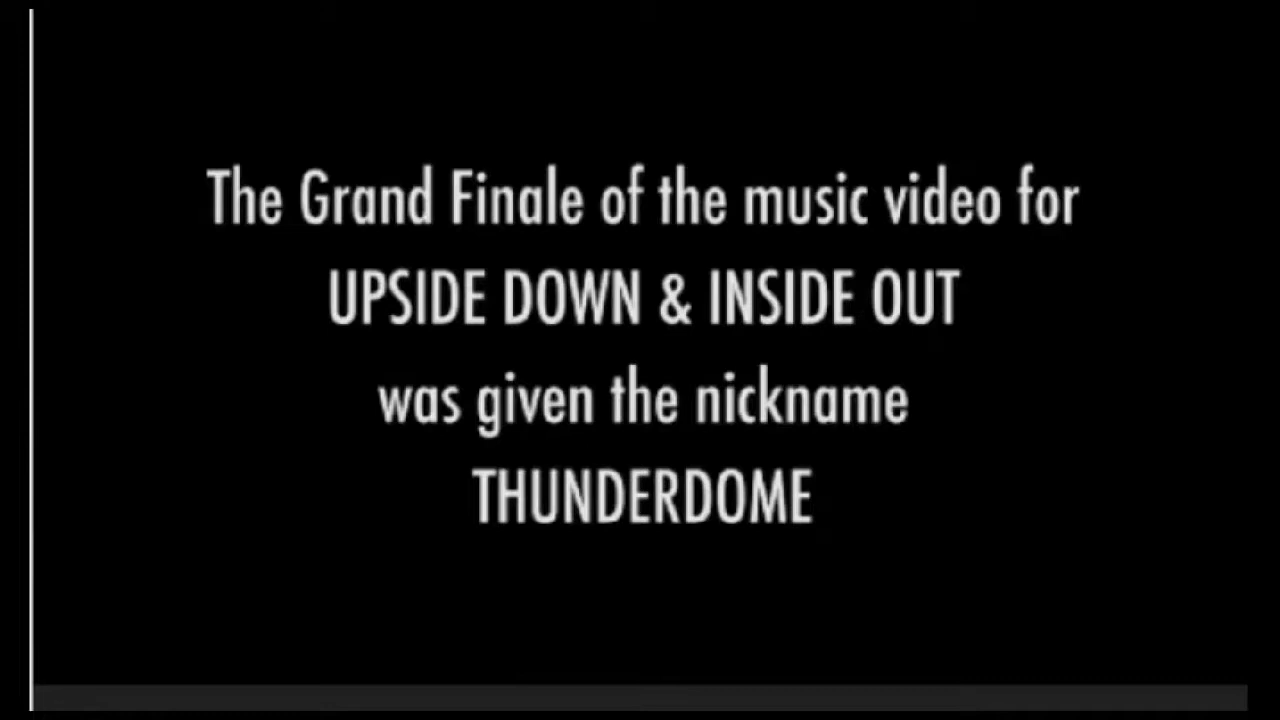 The Grand Finale of the music video for
UPSIDE DOWN & INSIDE OUT
was given the nickname
THUNDERDOME